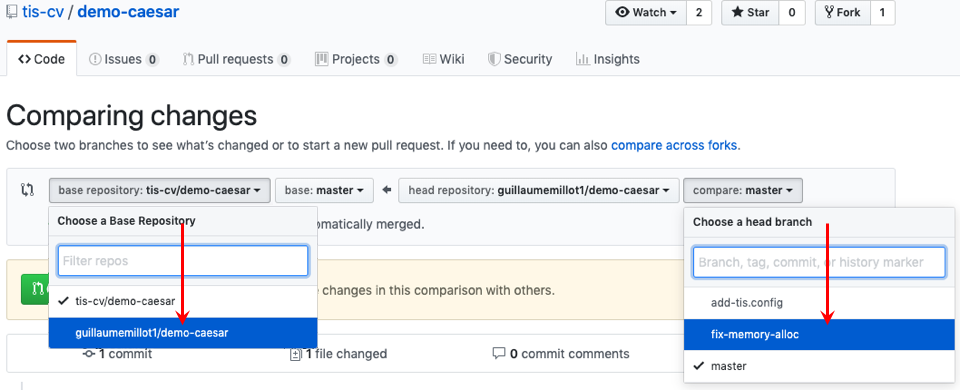 tis-cv / demo-caesar
Watch 2 Star 0 Fork 1
Code Issues 0 Pull requests 0 Projects 0 Wiki Security Insights
Comparing changes
Choose two branches to see what's changed or to start a new pull request. If you need to, you can also compare across forks.
base repository: tis-cv/demo-caesar base: master head repository: guillaumemillot1/demo-caesar compare: master
Choose a Base Repository
omatically merged.
Choose a head branch
Filter repos
Branch, tag, commit, or history marker
changes in this comparison with others.
tis-cv/demo-caesar
add-tis.config
guillaumemillot1/demo-caesar
fix-memory-alloc
1 commit 1 file changed 0 commit comments
master